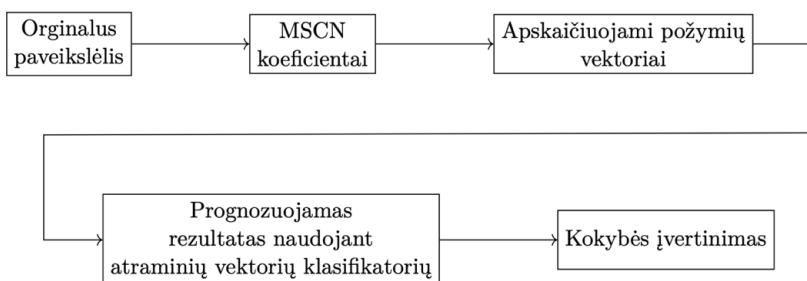 Orginalus
paveikslėlis
MSCN
koeficientai
Apskaičiuojami požymių
vektoriai
Prognozuojamas
rezultatas naudojant
atraminių vektorių klasifikatorių
Kokybės įvertinimas